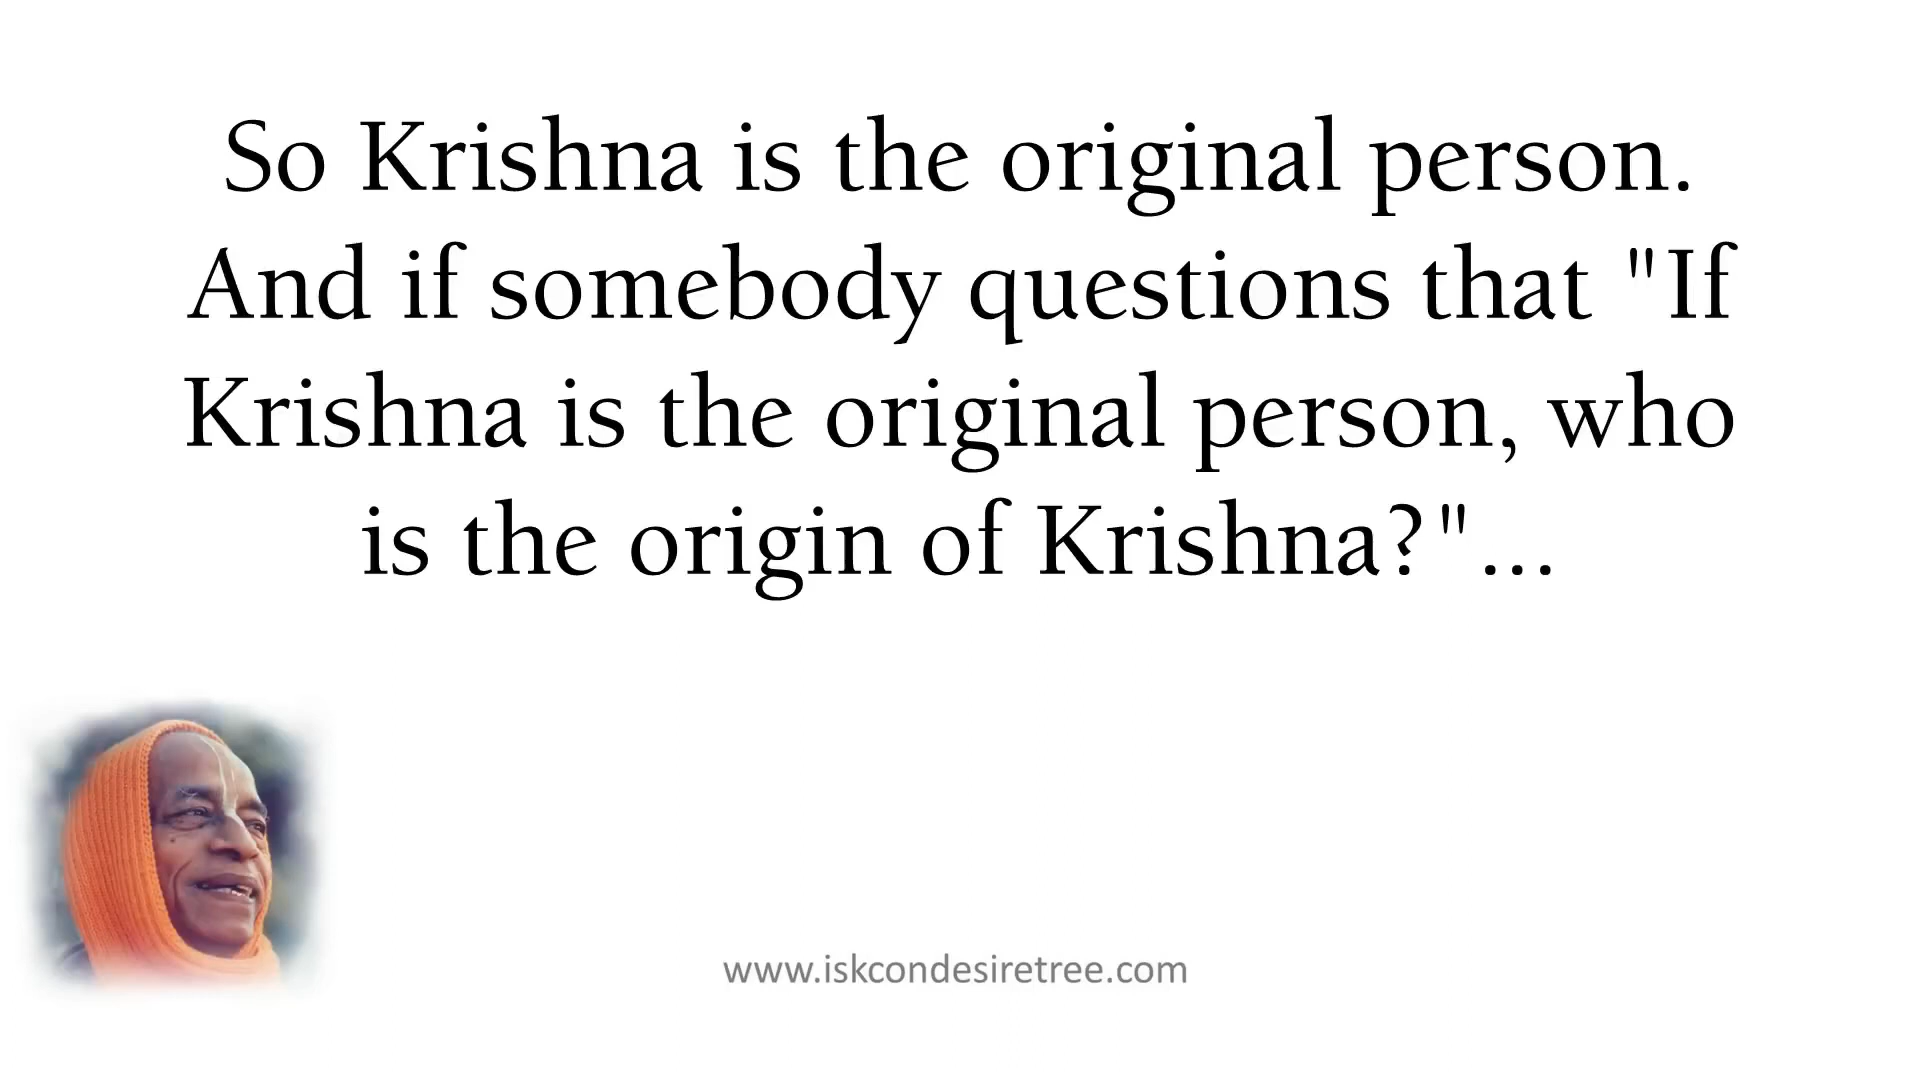 So Krishna is the original person.
And if somebody questions that "If
Krishna is the original person, who
is the origin of Krishna?"...
www.iskcondesiretree.com